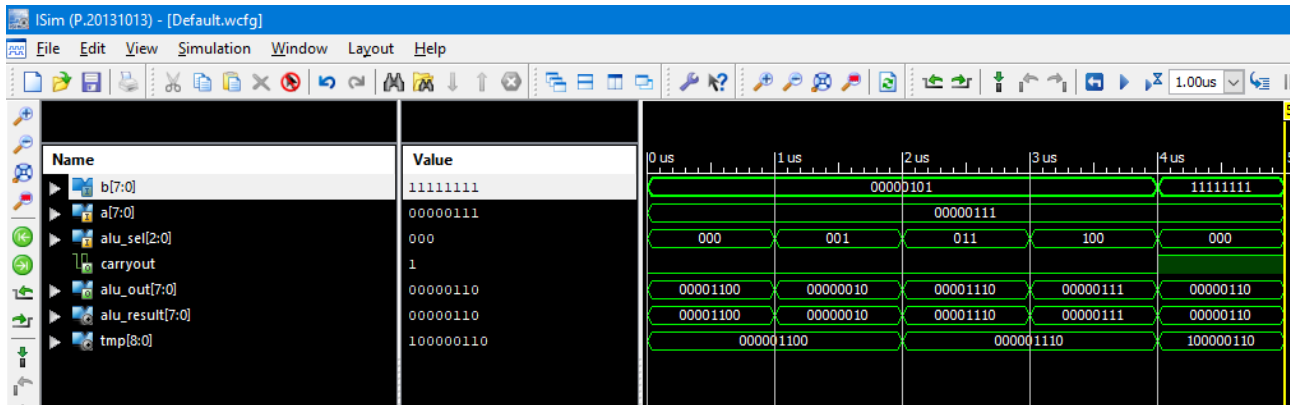 ISim (P.20131013) - [Default.wcfg]
File Edit View Simulation Window Layout Help
1.00us
Name Value 0 us 1 us 2 us 3 us 4 us
b[7:0] 11111111 00000101 11111111
a[7:0] 00000111 00000111
alu_sel[2:0] 000 000 001 011 100 000
carryout 1
alu_out[7:0] 00000110 00001100 00000010 00001110 00000111 00000110
alu_result[7:0] 00000110 00001100 00000010 00001110 00000111 00000110
tmp[8:0] 100000110 000001100 000001110 100000110